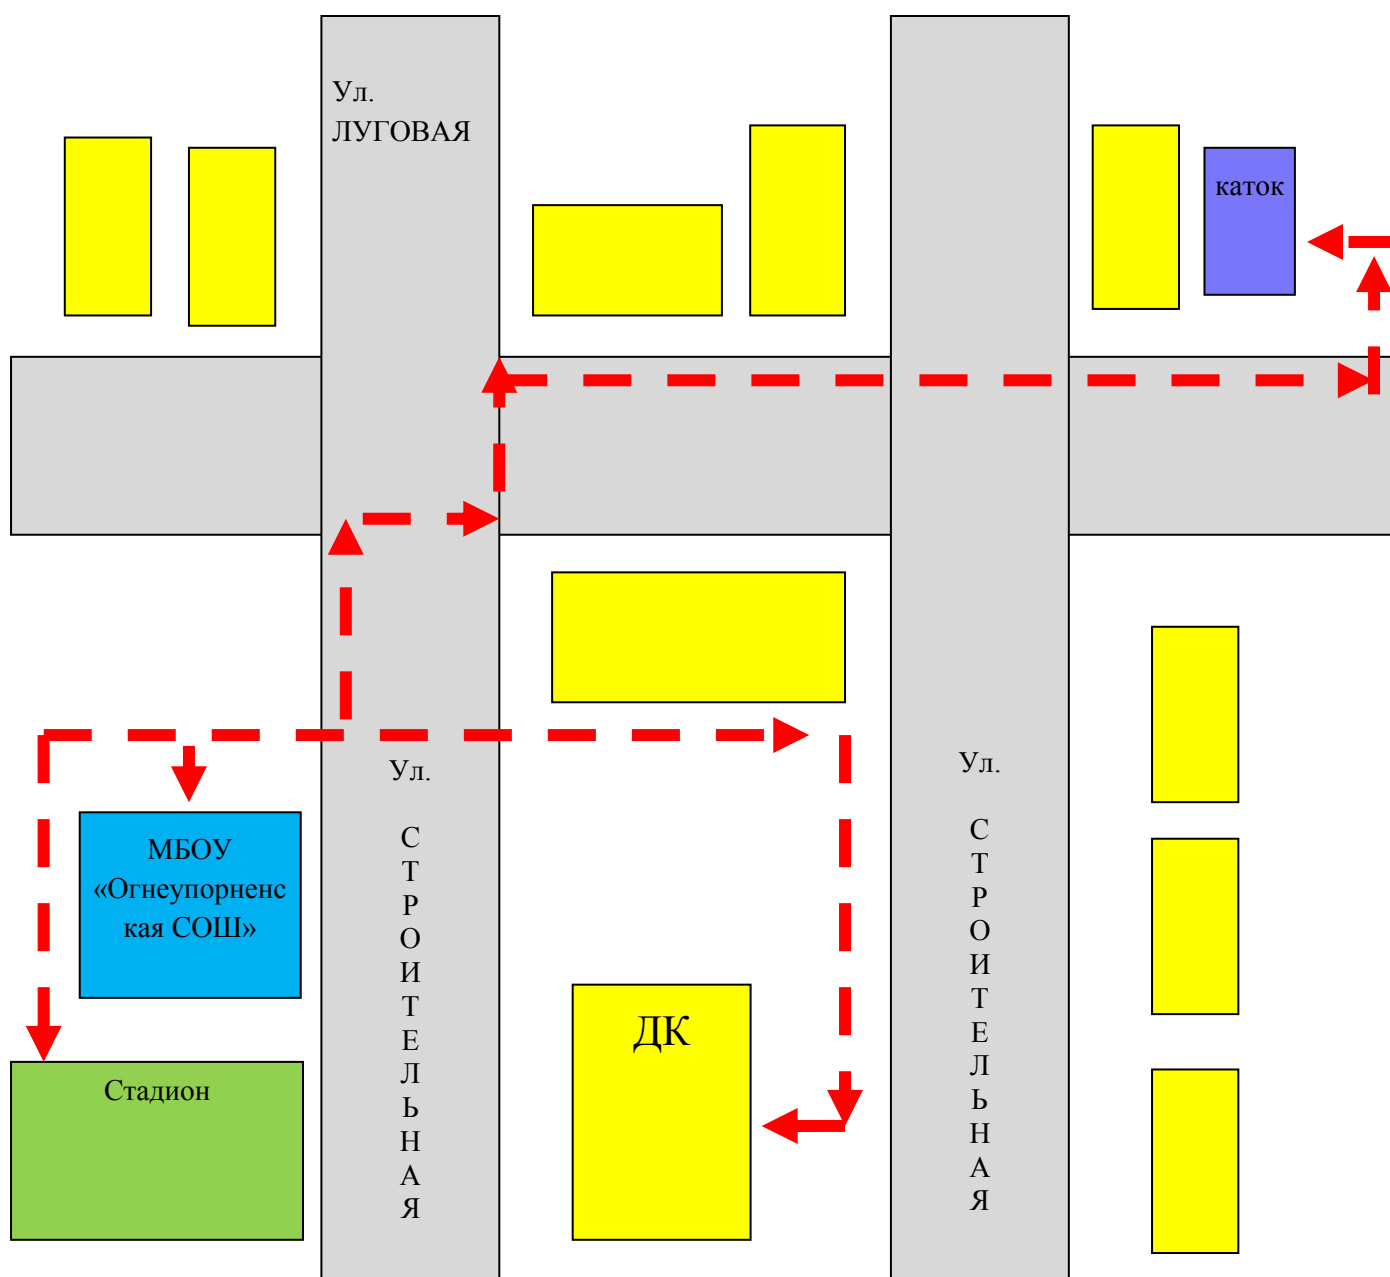 Ул.
ЛУГОВАЯ
каток
Ул.
С
Т
Р
О
И
Т
Е
Л
Ь
Н
А
Я
Ул.
С
Т
Р
О
И
Т
Е
Л
Ь
Н
А
Я
МБОУ
«Огнеупорненс
кая СОШ»
ДК
Стадион